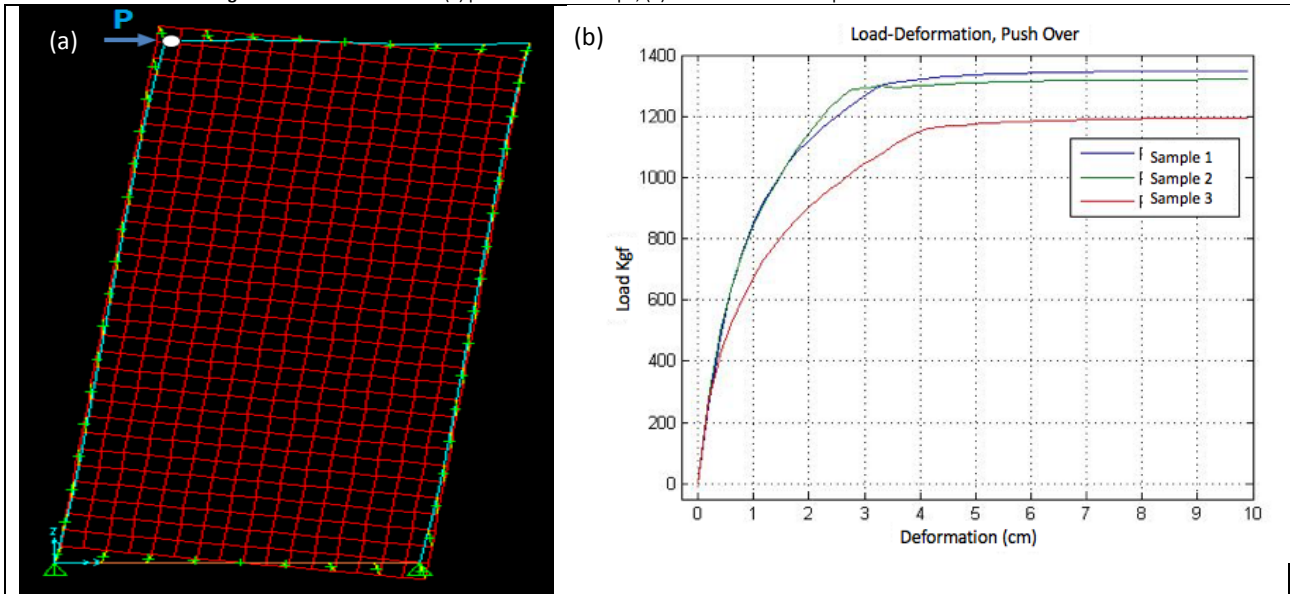 (a)
P
z
(b)
Load-Deformation, Push Over
Load Kgf
1400
1200
1000
800
600
400
200
0
Sample 1
Sample 2
Sample 3
0 1 2 3 4 5 6 7 8 9 10
Deformation (cm)